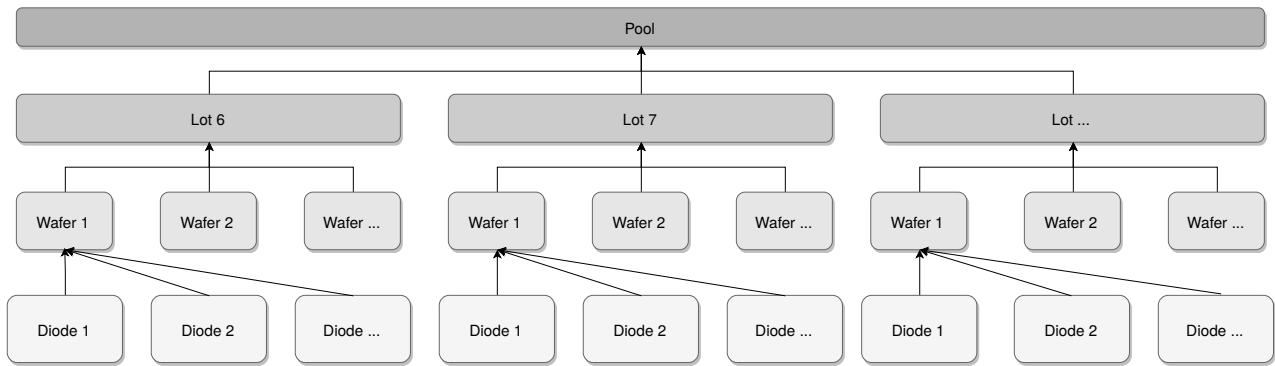 Pool
Lot 6
Lot 7
Lot ...
Wafer 1
Wafer 2
Wafer ...
Wafer 1
Wafer 2
Wafer ...
Wafer 1
Wafer 2
Wafer ...
Diode 1
Diode 2
Diode ...
Diode 1
Diode 2
Diode ...
Diode 1
Diode 2
Diode ...